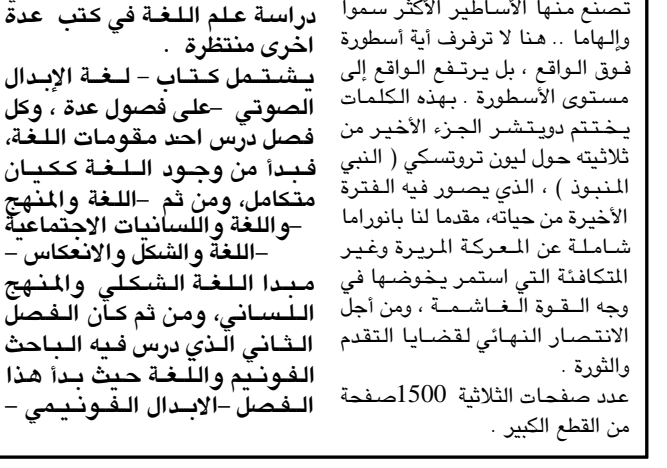 تصنع منها الأساطير الأكثر سموا
وإلهاما .. هنا لا ترفرف أية أسطورة
فوق الواقع ، بل يرتفع الواقع إلى
مستوى الأسطورة . بهذه الكلمات
يختتم دويتشر الجزء الأخير من
ثلاثيته حول ليون تروتسكي ( النبي
المنبوذ ) ، الذي يصور فيه الفترة
الأخيرة من حياته، مقدما لنا بانوراما
شاملة عن المعركة المريرة وغير
المتكافئة التي استمر يخوضها في
وجه القوة الغاشمة ، ومن أجل
الانتصار النهائي لقضايا التقدم
والثورة .
عدد صفحات الثلاثية 1500صفحة
من القطع الكبير .
دراسة علم اللغة في كتب عدة
اخرى منتظرة .
يشتمل كتاب – لغة الإبدال
الصوتي –على فصول عدة ، وكل
فصل درس احد مقومات اللغة،
فبدأ من وجود اللغة ككيان
متكامل، ومن ثم –اللغة والمنهج
–واللغة واللسانيات الاجتماعية
–اللغة والشكل والانعكاس –
مبدا اللغة الشكلي والمنهج
اللساني، ومن ثم كان الفصل
الثاني الذي درس فيه الباحث
الفونيم واللغة حيث بدأ هذا
الفصل –الابدال الفونيمي –